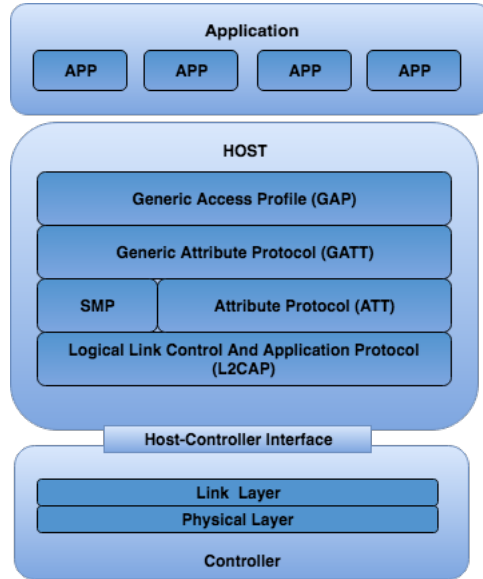 Application
APP APP APP APP
HOST
Generic Access Profile (GAP)
Generic Attribute Protocol (GATT)
SMP Attribute Protocol (ATT)
Logical Link Control And Application Protocol
(L2CAP)
Host-Controller Interface
Link Layer
Physical Layer
Controller